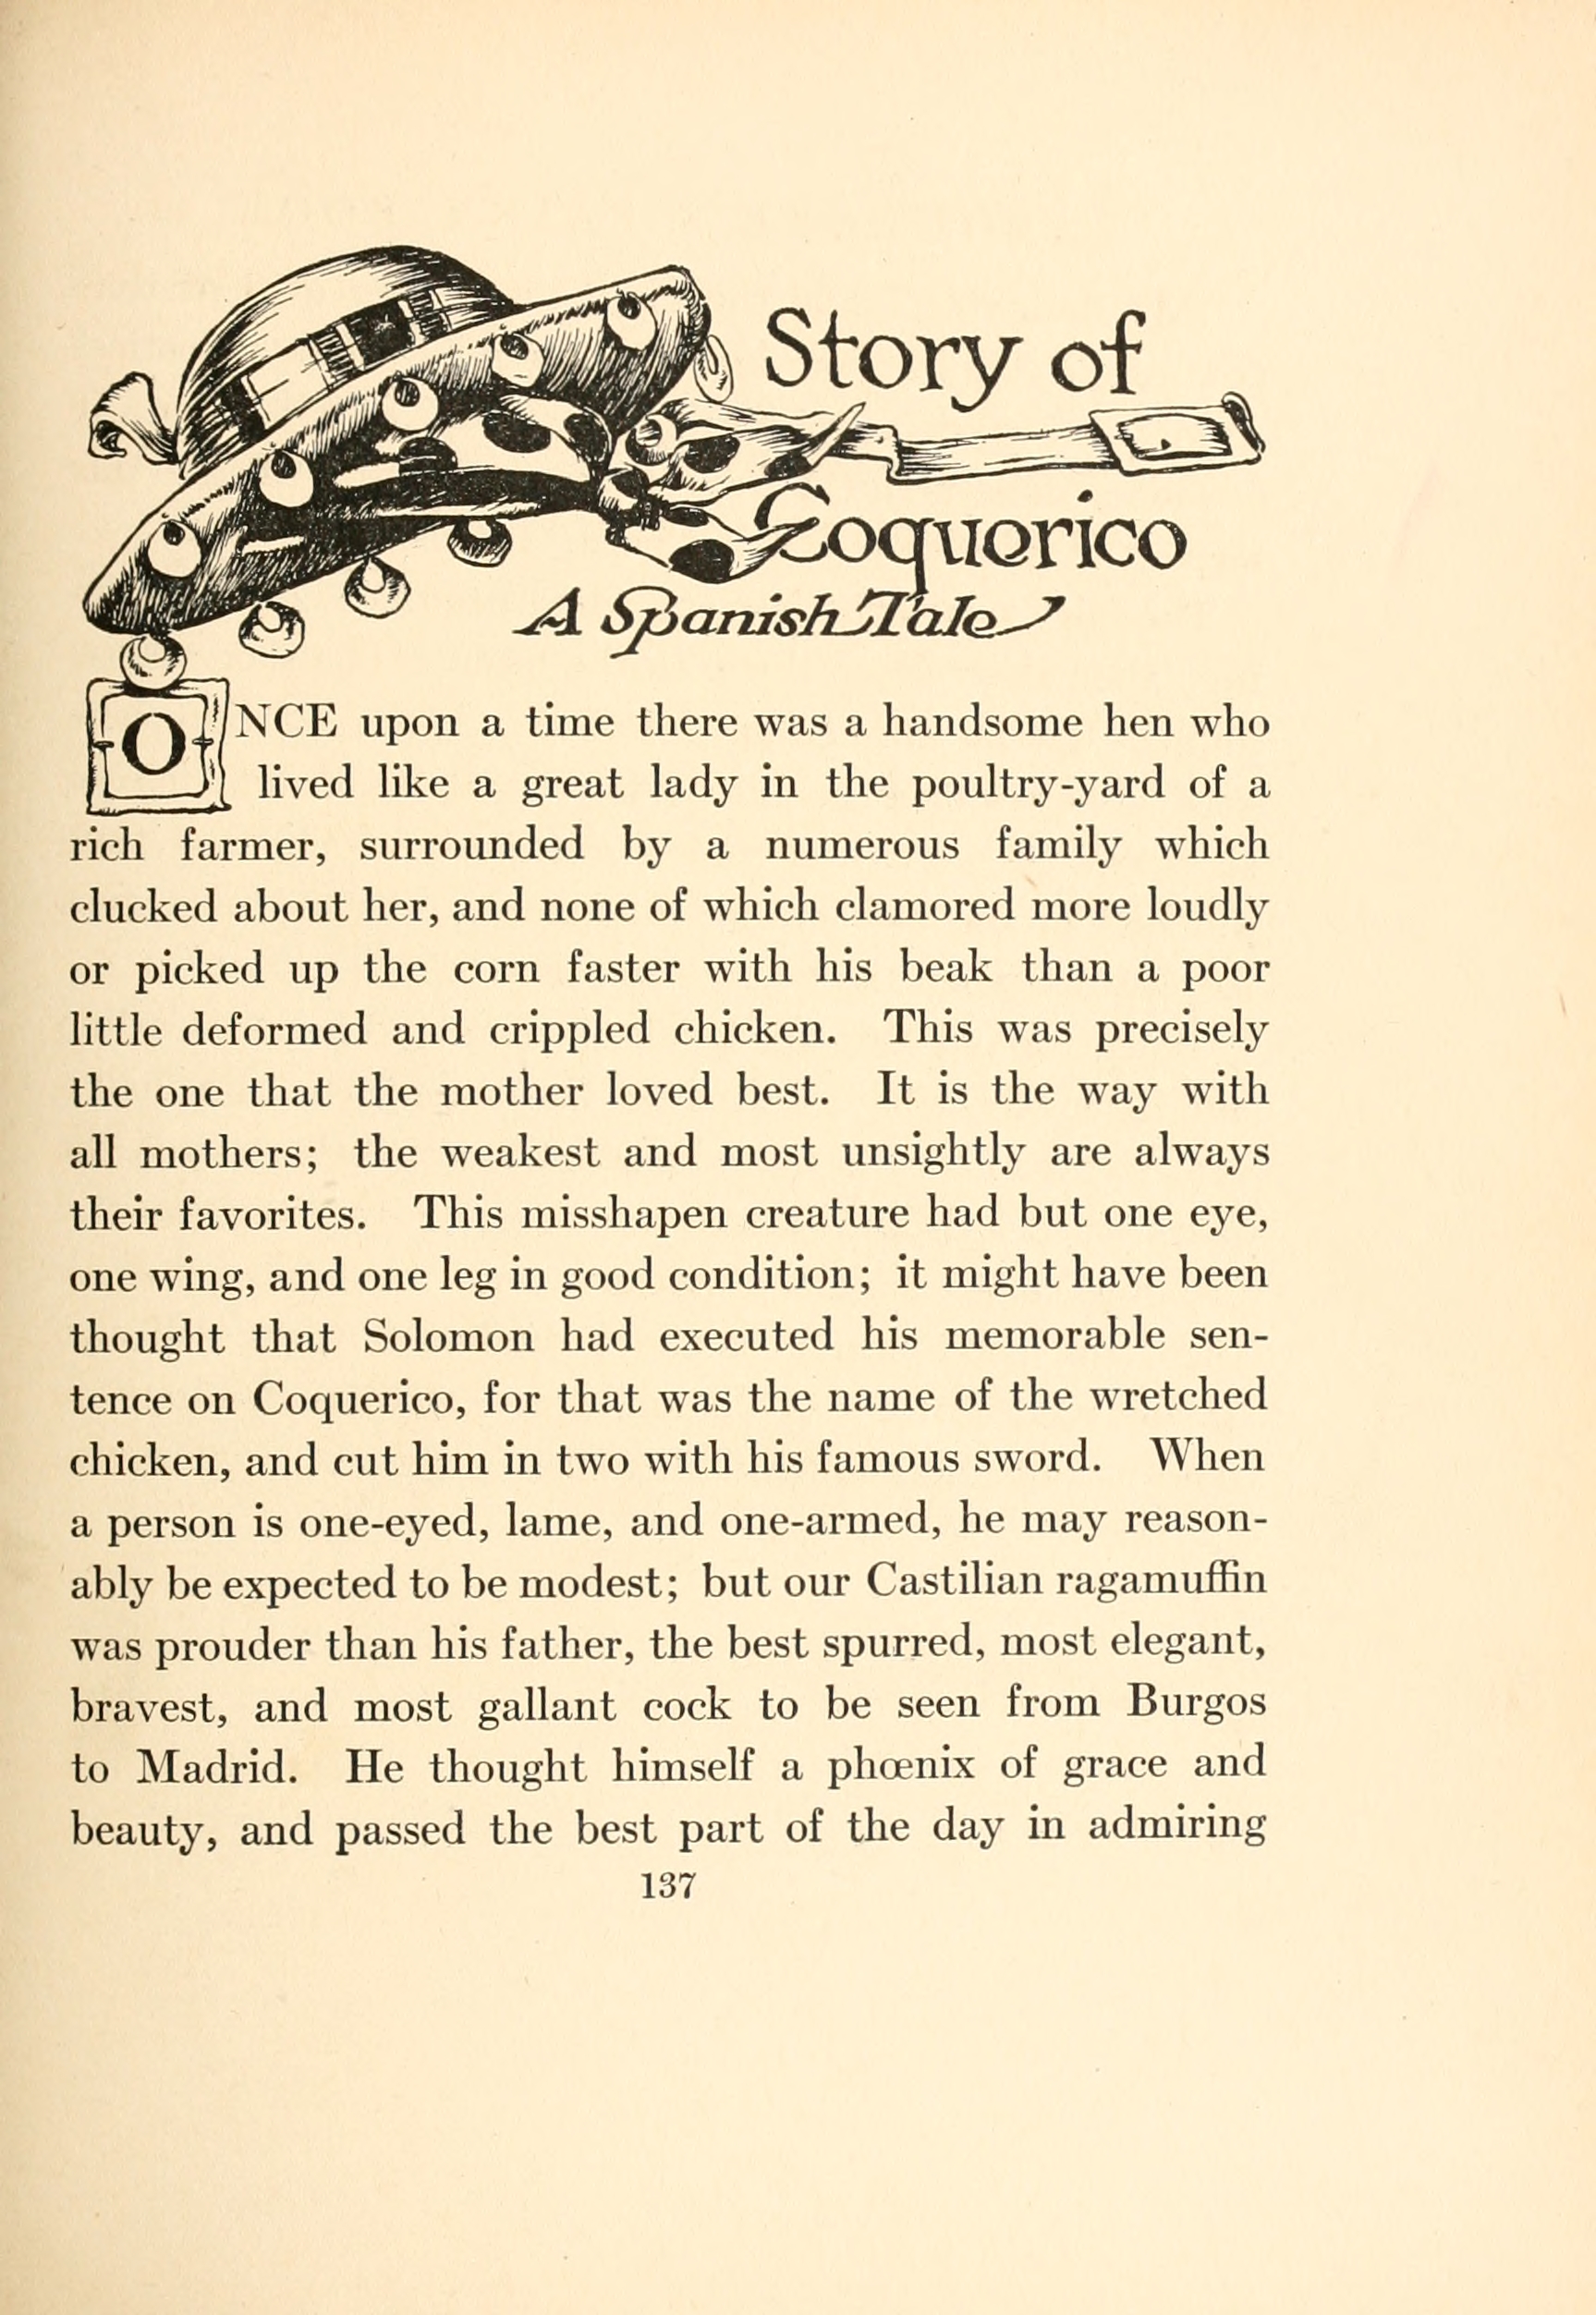 Story of
Coquerico
A Spanish Tale
ONCE upon a time there was a handsome hen who
lived like a great lady in the poultry-yard of a
rich farmer, surrounded by a numerous family which
clucked about her, and none of which clamored more loudly
or picked up the corn faster with his beak than a poor
little deformed and crippled chicken. This was precisely
the one that the mother loved best. It is the way with
all mothers; the weakest and most unsightly are always
their favorites. This misshapen creature had but one eye,
one wing, and one leg in good condition; it might have been
thought that Solomon had executed his memorable sen-
tence on Coquerico, for that was the name of the wretched
chicken, and cut him in two with his famous sword. When
a person is one-eyed, lame, and one-armed, he may reason-
ably be expected to be modest; but our Castilian ragamuffin
was prouder than his father, the best spurred, most elegant,
bravest, and most gallant cock to be seen from Burgos
to Madrid. He thought himself a phœnix of grace and
beauty, and passed the best part of the day in admiring
137